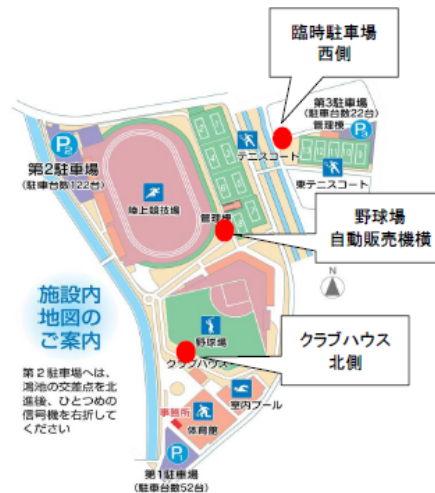 臨時駐車場
西側
第3駐車場
(駐車台数22台)
管理棟
P3
テニスコート
東テニスコート
P2
第2駐車場
(駐車台数122台)
陸上競技場
管理棟
野球場
自動販売機横
N
施設内
地図の
ご案内
第2駐車場へは、
鴻池の交差点を北
進後、ひとつめの
信号機を右折して
ください
野球場
クラブハウス
クラブハウス
北側
室内プール
事務所
体育館
P1
第1駐車場
(駐車台数52台)